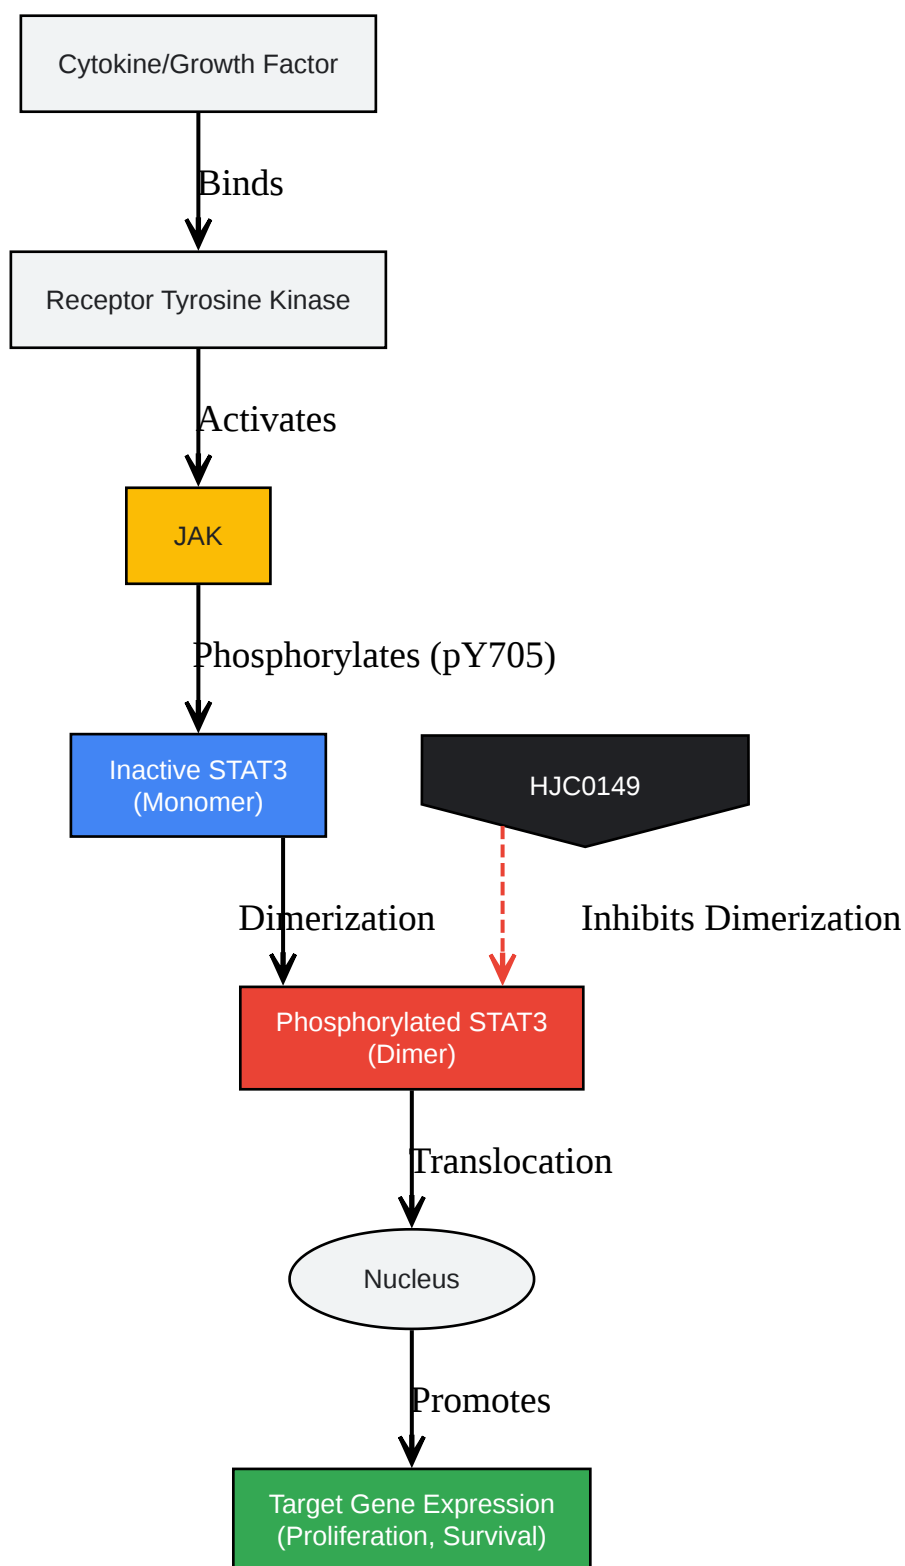 Cytokine/Growth Factor
Binds
Receptor Tyrosine Kinase
Activates
JAK
Phosphorylates (pY705)
Inactive STAT3
(Monomer)
HJC0149
Dimerization
Inhibits Dimerization
Phosphorylated STAT3
(Dimer)
Translocation
Nucleus
Promotes
Target Gene Expression
(Proliferation, Survival)